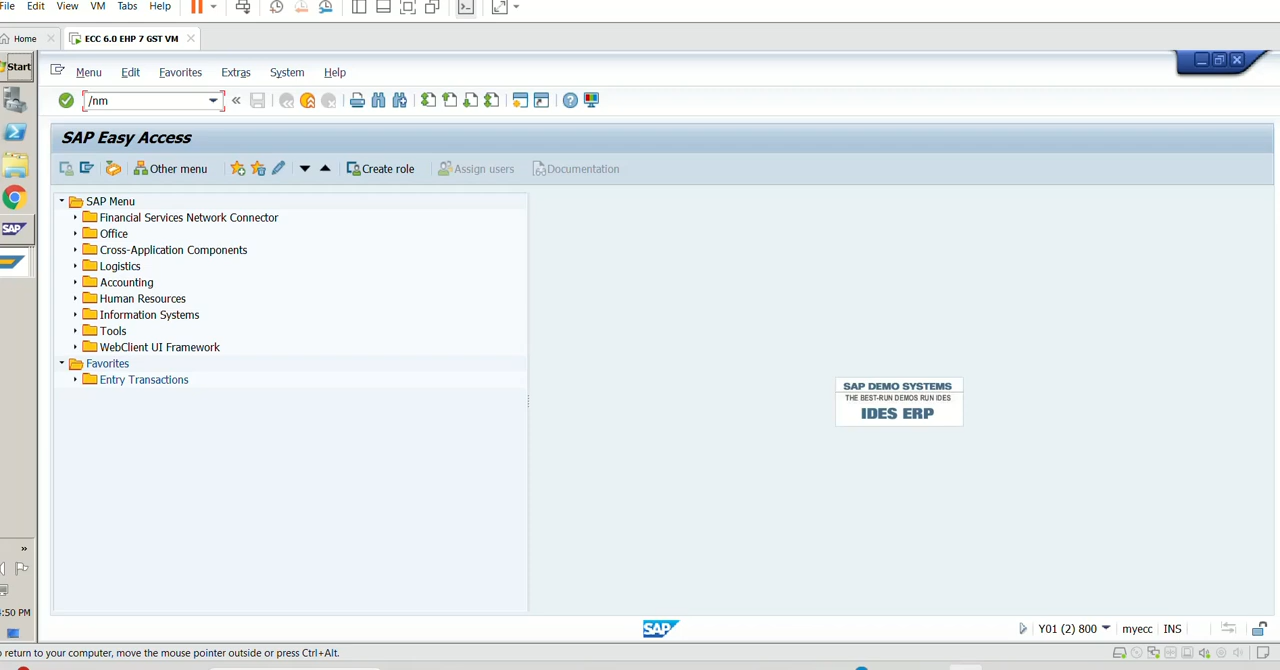 File Edit View VM Tabs Help
Home ECC 6.0 EHP 7 GST VM
Start
Menu Edit Favorites Extras System Help
/nm
SAP Easy Access
Other menu Create role Assign users Documentation
SAP Menu
Financial Services Network Connector
Office
Cross-Application Components
Logistics
Accounting
Human Resources
Information Systems
Tools
WebClient UI Framework
Favorites
Entry Transactions
SAP DEMO SYSTEMS
THE BEST-RUN DEMOS RUN IDES
IDES ERP
SAP
:50 PM
SAP
Y01 (2) 800 myecc INS
return to your computer, move the mouse pointer outside or press Ctrl+Alt.